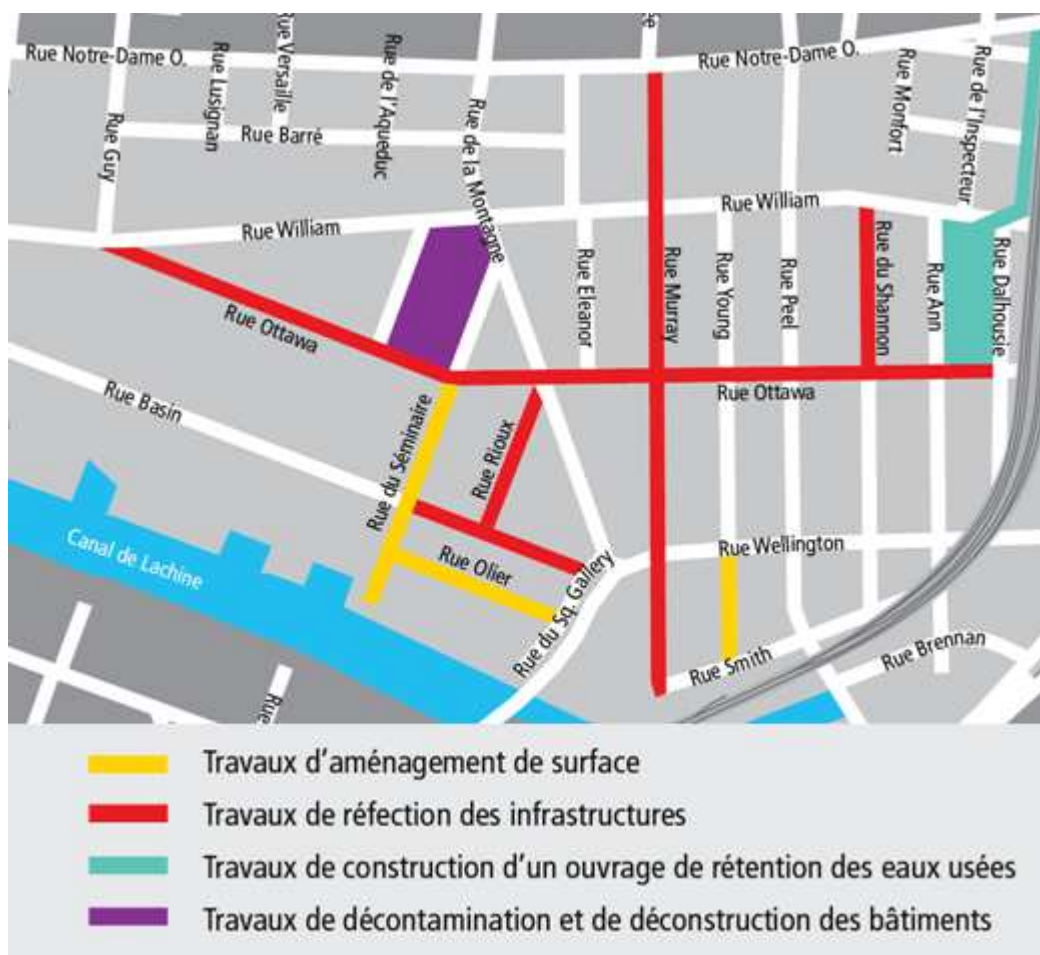 ce
Rue Notre-Dame O.
Rue Lusignan
Rue Versaille
Rue de l'Aqueduc
Rue de la Montagne
Rue Notre-Dame O.
Rue Monfort
Rue de l'Inspecteur
Rue Guy
Rue Barré
Rue William
Rue William
Rue Eleanor
Rue Murray
Rue Young
Rue Peel
Rue du Shannon
Rue Ann
Rue Dalhousie
Rue Ottawa
Rue Ottawa
Rue Basin
Rue du Séminaire
Rue Rioux
Canal de Lachine
Rue Olier
Rue du Sq. Gallery
Rue Wellington
Rue Smith
Rue Brennan
Rue
Travaux d'aménagement de surface
Travaux de réfection des infrastructures
Travaux de construction d'un ouvrage de rétention des eaux usées
Travaux de décontamination et de déconstruction des bâtiments